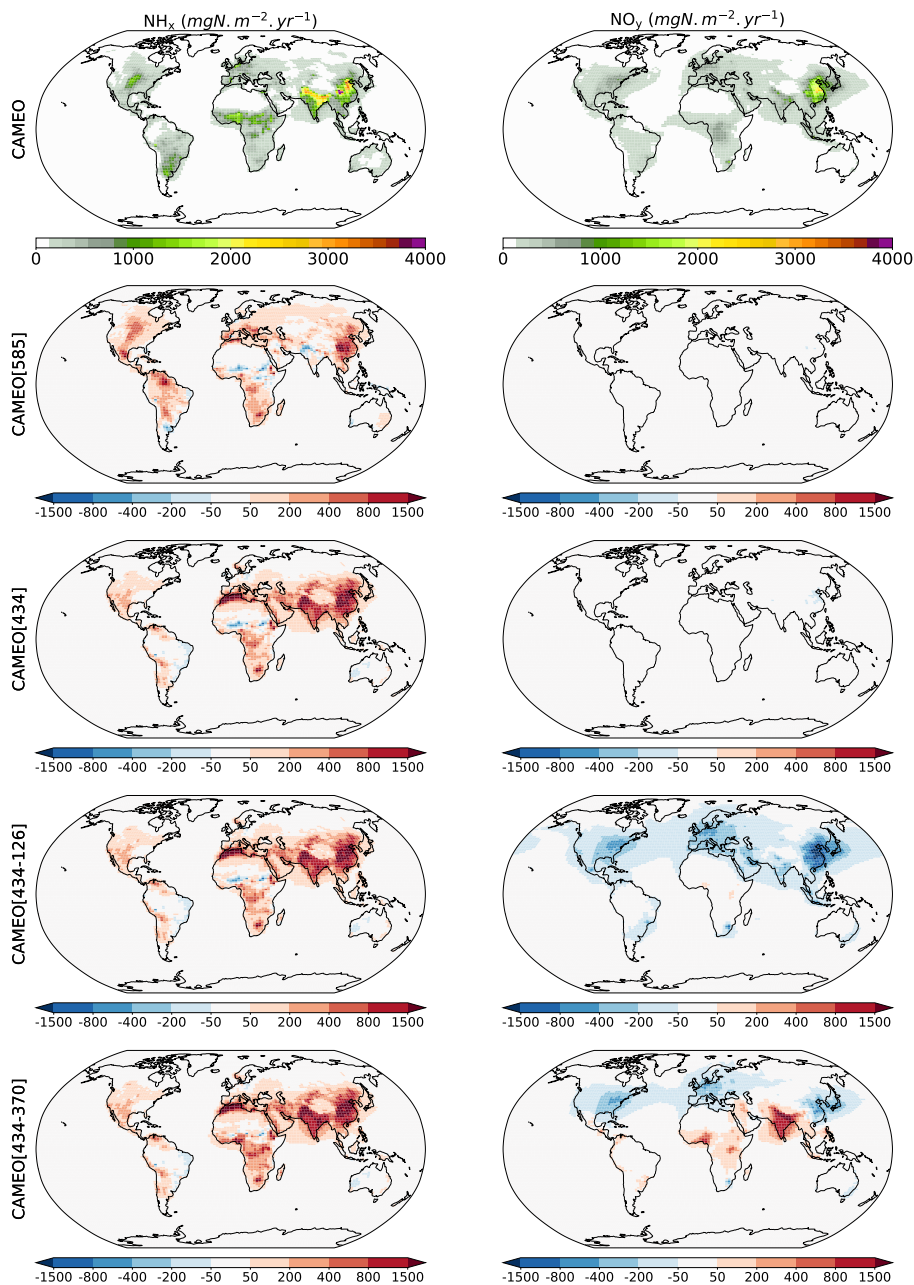 NHₓ (mgN.m⁻².yr⁻¹) NOᵧ (mgN.m⁻².yr⁻¹)
CAMEO
0 1000 2000 3000 4000 0 1000 2000 3000 4000
CAMEO[585]
-1500 -800 -400 -200 -50 50 200 400 800 1500 -1500 -800 -400 -200 -50 50 200 400 800 1500
CAMEO[434]
-1500 -800 -400 -200 -50 50 200 400 800 1500 -1500 -800 -400 -200 -50 50 200 400 800 1500
CAMEO[434-126]
-1500 -800 -400 -200 -50 50 200 400 800 1500 -1500 -800 -400 -200 -50 50 200 400 800 1500
CAMEO[434-370]
-1500 -800 -400 -200 -50 50 200 400 800 1500 -1500 -800 -400 -200 -50 50 200 400 800 1500